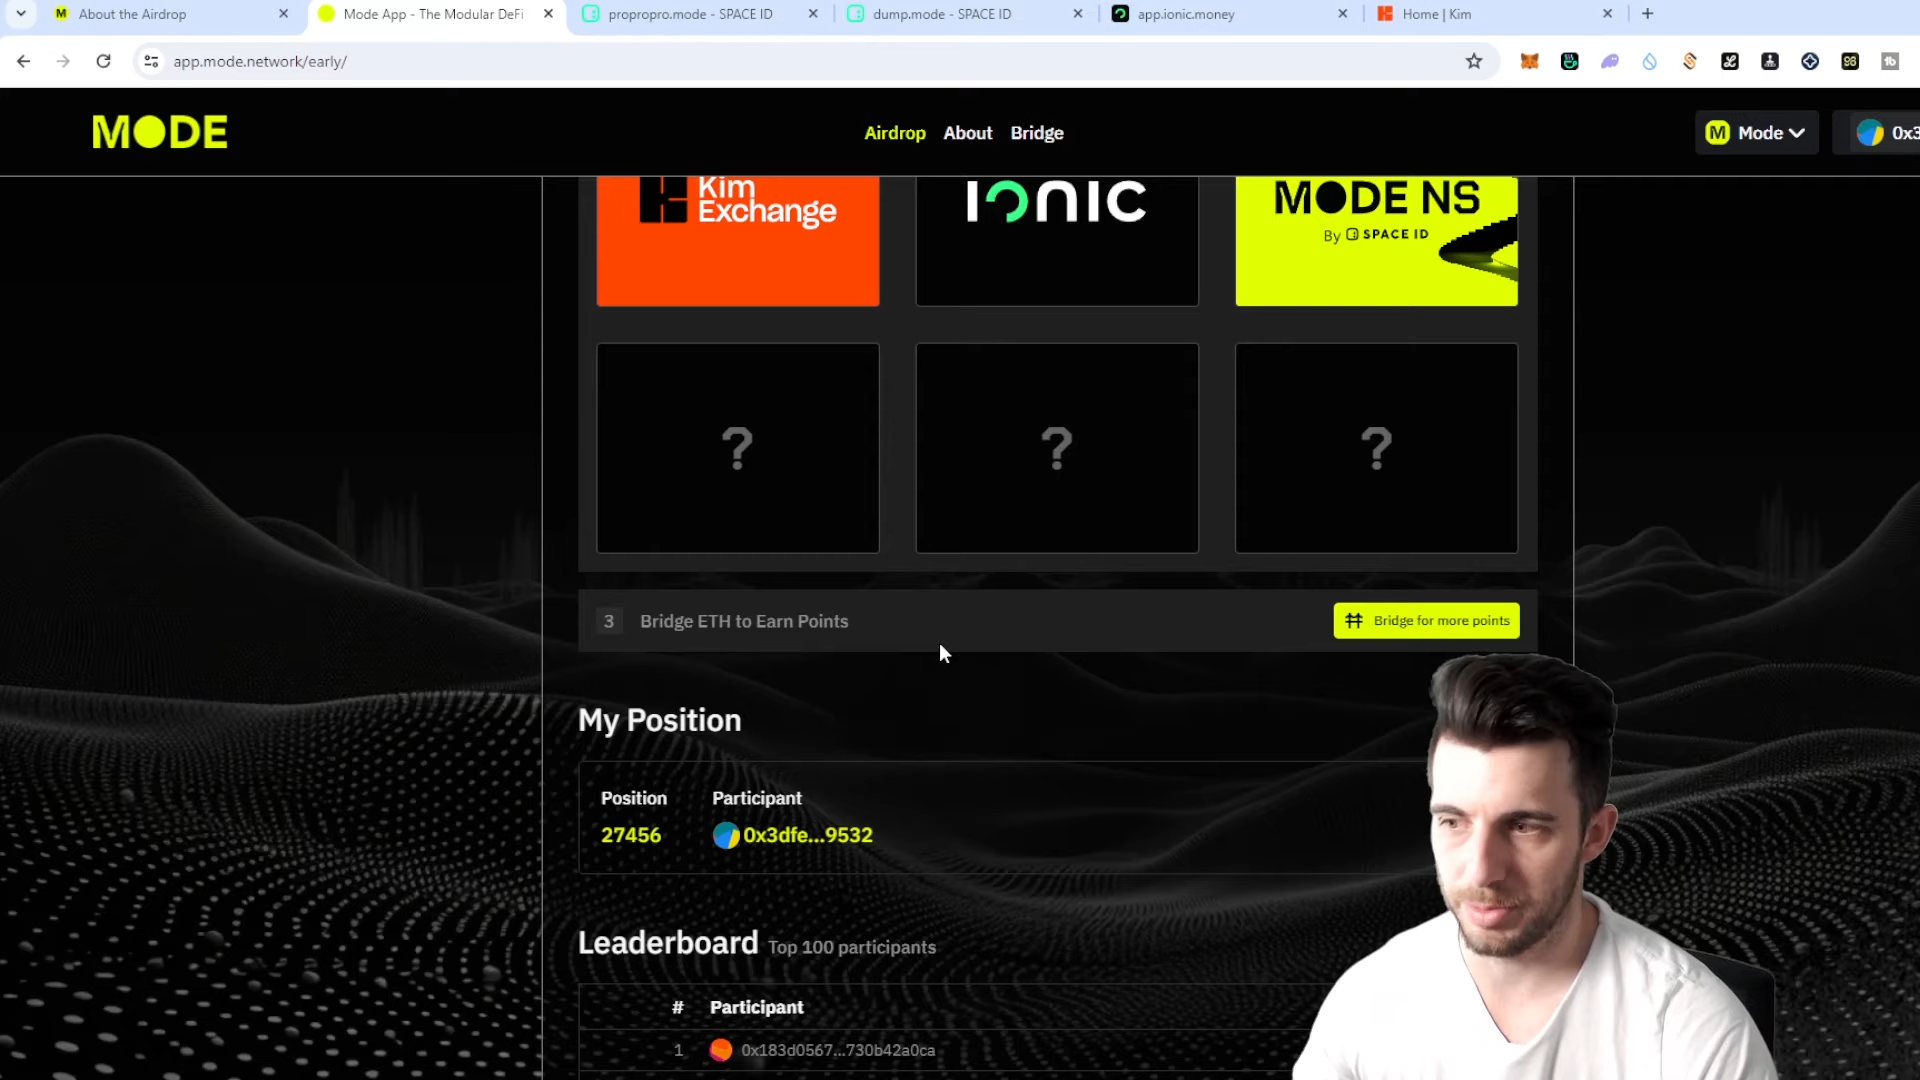 About the Airdrop
Mode App - The Modular DeFi
propropro.mode - SPACE ID
dump.mode - SPACE ID
app.ionic.money
Home | Kim
app.mode.network/early/
MODE
Airdrop
About
Bridge
Mode
0x3
Kim
Exchange
IONIC
MODE NS
By SPACE ID
?
?
?
3
Bridge ETH to Earn Points
Bridge for more points
My Position
Position
Participant
27456
0x3dfe...9532
Leaderboard Top 100 participants
#
Participant
1
0x183d0567...730b42a0ca